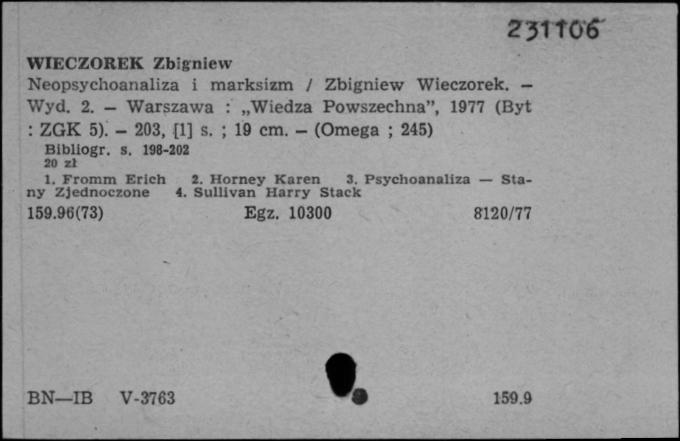 231106
WIECZOREK Zbigniew
Neopsychoanaliza i marksizm / Zbigniew Wieczorek. –
Wyd. 2. – Warszawa : „Wiedza Powszechna”, 1977 (Byt
: ZGK 5). – 203, [1] s. ; 19 cm. – (Omega ; 245)
Bibliogr. s. 198-202
20 zł
1. Fromm Erich 2. Horney Karen 3. Psychoanaliza — Sta-
ny Zjednoczone 4. Sullivan Harry Stack
159.96(73) Egz. 10300 8120/77
BN—IB V-3763 159.9